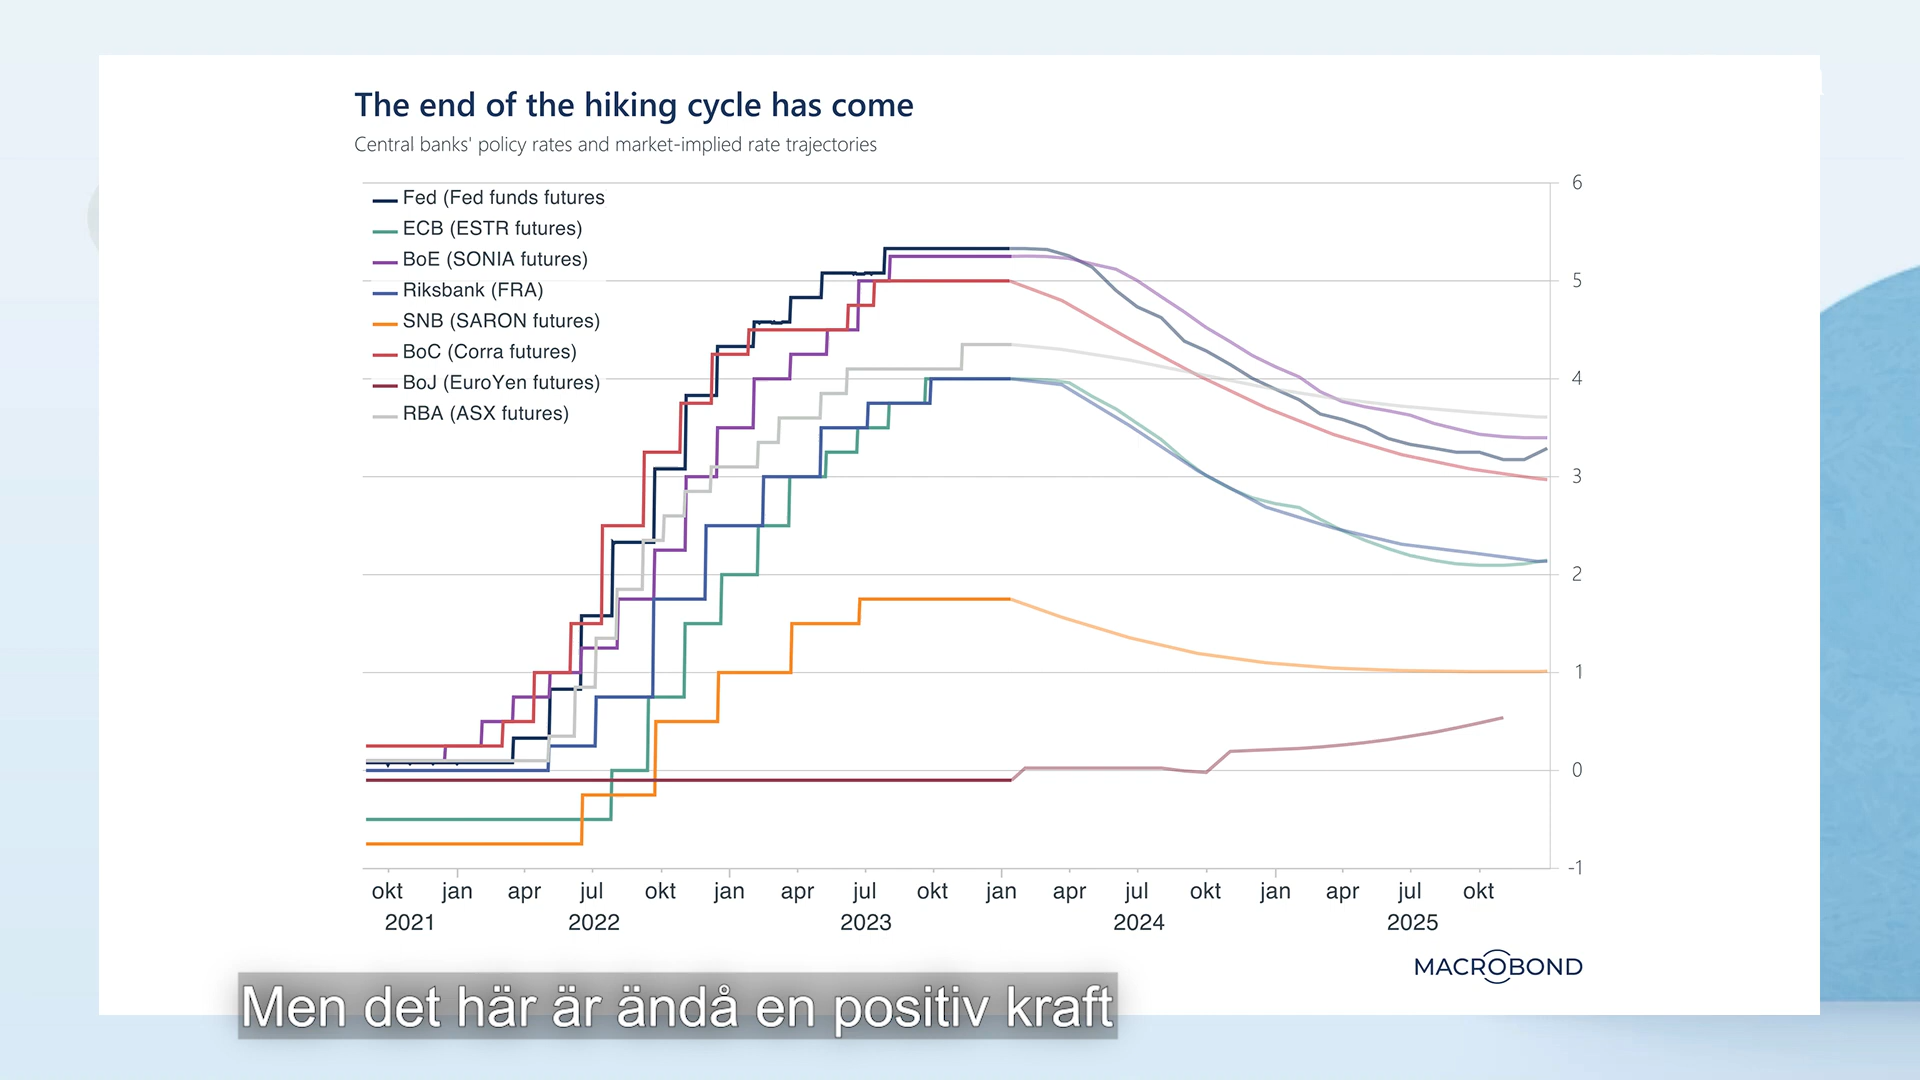 The end of the hiking cycle has come
Central banks' policy rates and market-implied rate trajectories
Fed (Fed funds futures
ECB (ESTR futures)
BoE (SONIA futures)
Riksbank (FRA)
SNB (SARON futures)
BoC (Corra futures)
BoJ (EuroYen futures)
RBA (ASX futures)
6
5
4
3
2
1
0
-1
okt jan apr jul okt jan apr jul okt jan apr jul okt jan apr jul okt
2021 2022 2023 2024 2025
MACROBOND
Men det här är ändå en positiv kraft